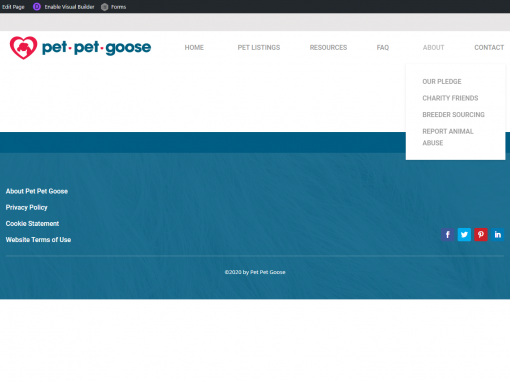 Edit Page Enable Visual Builder Forms
pet·pet·goose HOME PET LISTINGS RESOURCES FAQ ABOUT CONTACT
OUR PLEDGE
CHARITY FRIENDS
BREEDER SOURCING
REPORT ANIMAL
ABUSE
About Pet Pet Goose
Privacy Policy
Cookie Statement
Website Terms of Use
©2020 by Pet Pet Goose